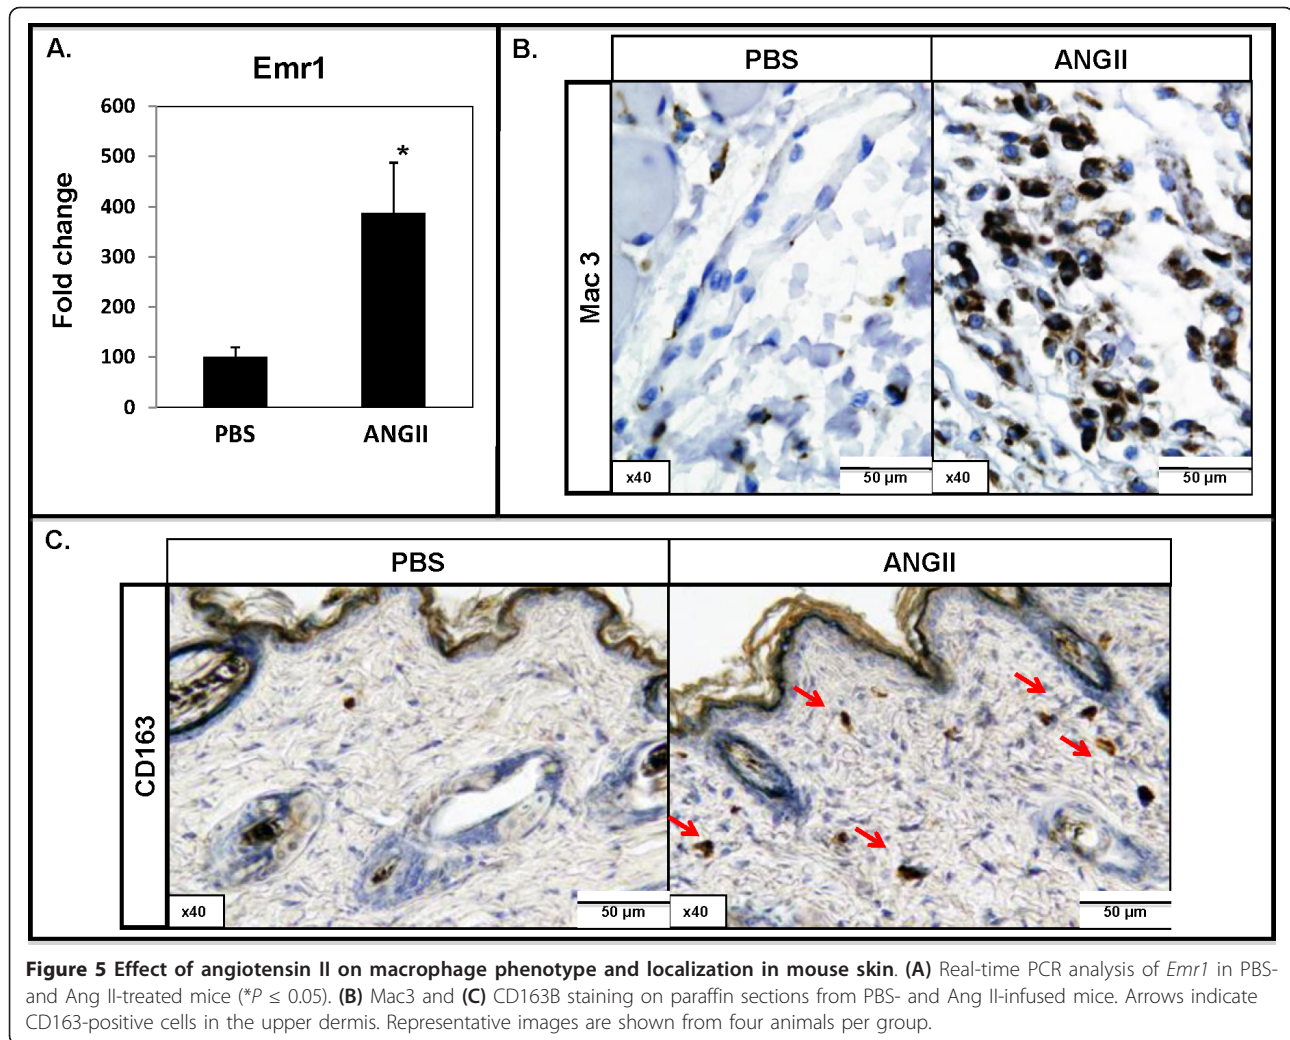 A.
Emr1
600
500
400
300
200
100
0
Fold change
*
PBS
ANGII
B.
PBS
ANGII
Mac 3
x40
50 µm
x40
50 µm
C.
PBS
ANGII
CD163
x40
50 µm
x40
50 µm
Figure 5 Effect of angiotensin II on macrophage phenotype and localization in mouse skin. (A) Real-time PCR analysis of Emr1 in PBS-
and Ang II-treated mice (*P ≤ 0.05). (B) Mac3 and (C) CD163B staining on paraffin sections from PBS- and Ang II-infused mice. Arrows indicate
CD163-positive cells in the upper dermis. Representative images are shown from four animals per group.